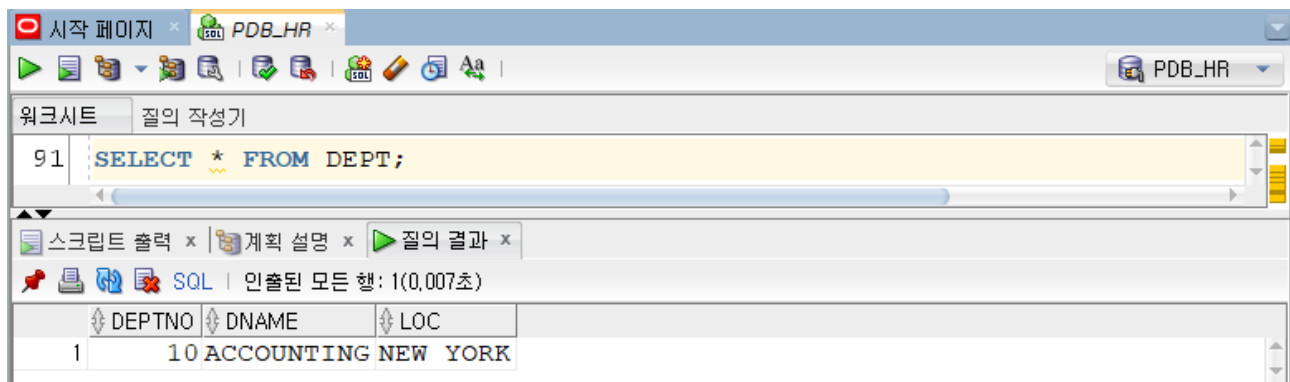 시작 페이지 × PDB_HR ×
PDB_HR
워크시트 질의 작성기
91 SELECT * FROM DEPT;
스크립트 출력 x 계획 설명 x 질의 결과 x
SQL | 인출된 모든 행: 1(0,007초)
DEPTNO DNAME LOC
1 10 ACCOUNTING NEW YORK